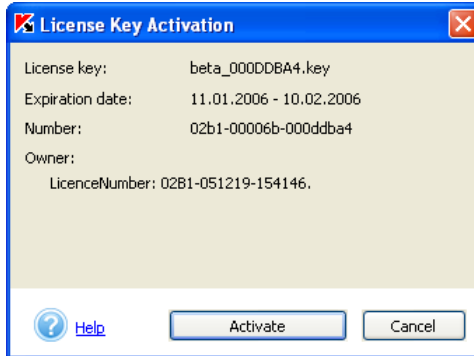 License Key Activation
License key: beta_000DDBA4.key
Expiration date: 11.01.2006 - 10.02.2006
Number: 02b1-00006b-000ddba4
Owner:
LicenceNumber: 02B1-051219-154146.
Help Activate Cancel